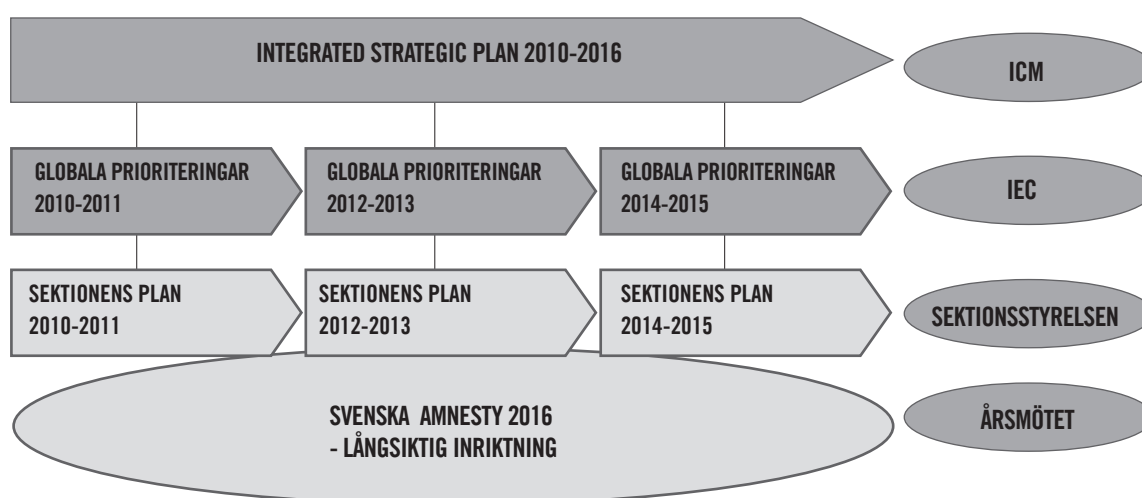 INTEGRATED STRATEGIC PLAN 2010-2016
ICM
GLOBALA PRIORITERINGAR
2010-2011
GLOBALA PRIORITERINGAR
2012-2013
GLOBALA PRIORITERINGAR
2014-2015
IEC
SEKTIONENS PLAN
2010-2011
SEKTIONENS PLAN
2012-2013
SEKTIONENS PLAN
2014-2015
SEKTIONSSTYRELSEN
SVENSKA AMNESTY 2016
- LÅNGSIKTIG INRIKTNING
ÅRSMÖTET